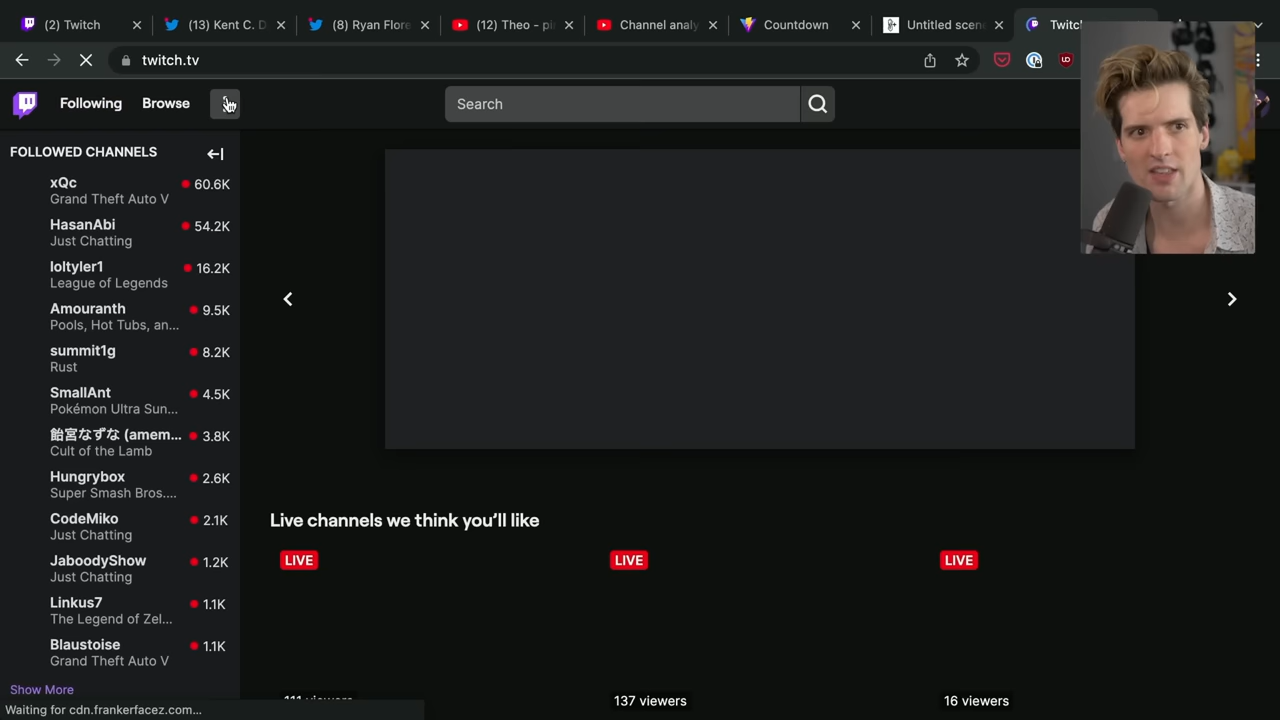 (2) Twitch
(13) Kent C. D
(8) Ryan Flore
(12) Theo - pi
Channel analy
Countdown
Untitled scene
Twitc
twitch.tv
Following
Browse
Search
FOLLOWED CHANNELS
xQc
60.6K
Grand Theft Auto V
HasanAbi
54.2K
Just Chatting
loltyler1
16.2K
League of Legends
Amouranth
9.5K
Pools, Hot Tubs, an...
summit1g
8.2K
Rust
SmallAnt
4.5K
Pokémon Ultra Sun...
飴宮なずな (amem...
3.8K
Cult of the Lamb
Hungrybox
2.6K
Super Smash Bros....
CodeMiko
2.1K
Just Chatting
JaboodyShow
1.2K
Just Chatting
Linkus7
1.1K
The Legend of Zel...
Blaustoise
1.1K
Grand Theft Auto V
Show More
Waiting for cdn.frankerfacez.com...
Live channels we think you'll like
LIVE
LIVE
LIVE
111 viewers
137 viewers
16 viewers